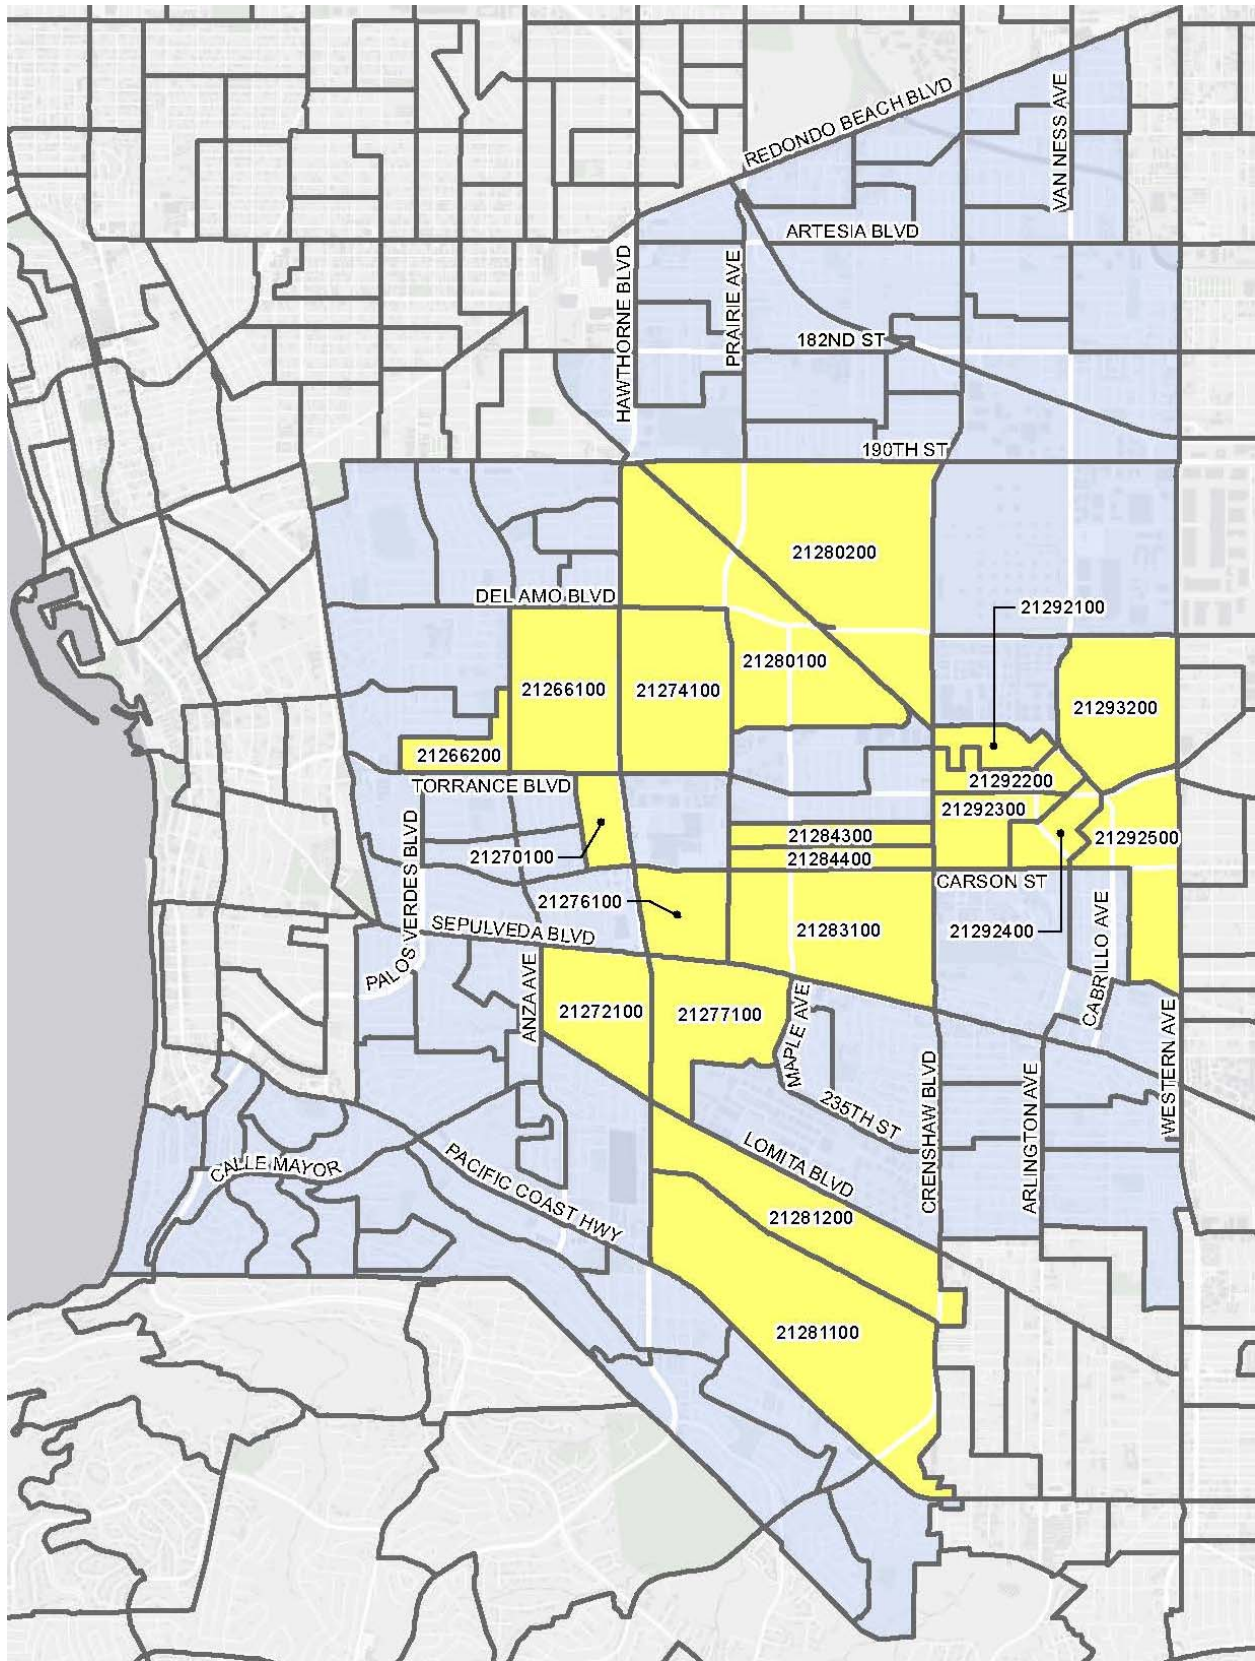 REDONDO BEACH BLVD
VAN NESS AVE
ARTESIA BLVD
HAWTHORNE BLVD
PRAIRIE AVE
182ND ST
190TH ST
21280200
DEL AMO BLVD
21292100
21280100
21266100
21274100
21293200
21266200
21292200
TORRANCE BLVD
21292300
21284300
21292500
21270100
21284400
CARSON ST
PALOS VERDES BLVD
21276100
SEPULVEDA BLVD
21283100
21292400
CABRILLO AVE
ANZA AVE
21272100
21277100
MAPLE AVE
WESTERN AVE
235TH ST
CRENSHAW BLVD
ARLINGTON AVE
LOMITA BLVD
CALLE MAYOR
PACIFIC COAST HWY
21281200
21281100